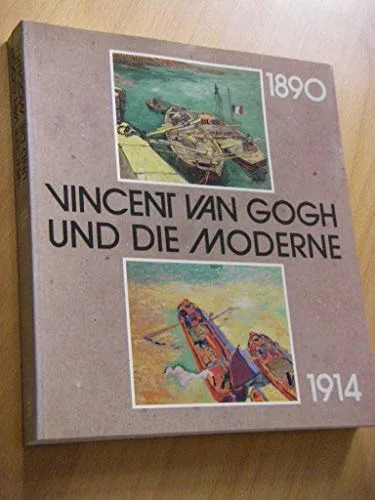 1890
VINCENT VAN GOGH
UND DIE MODERNE
1914